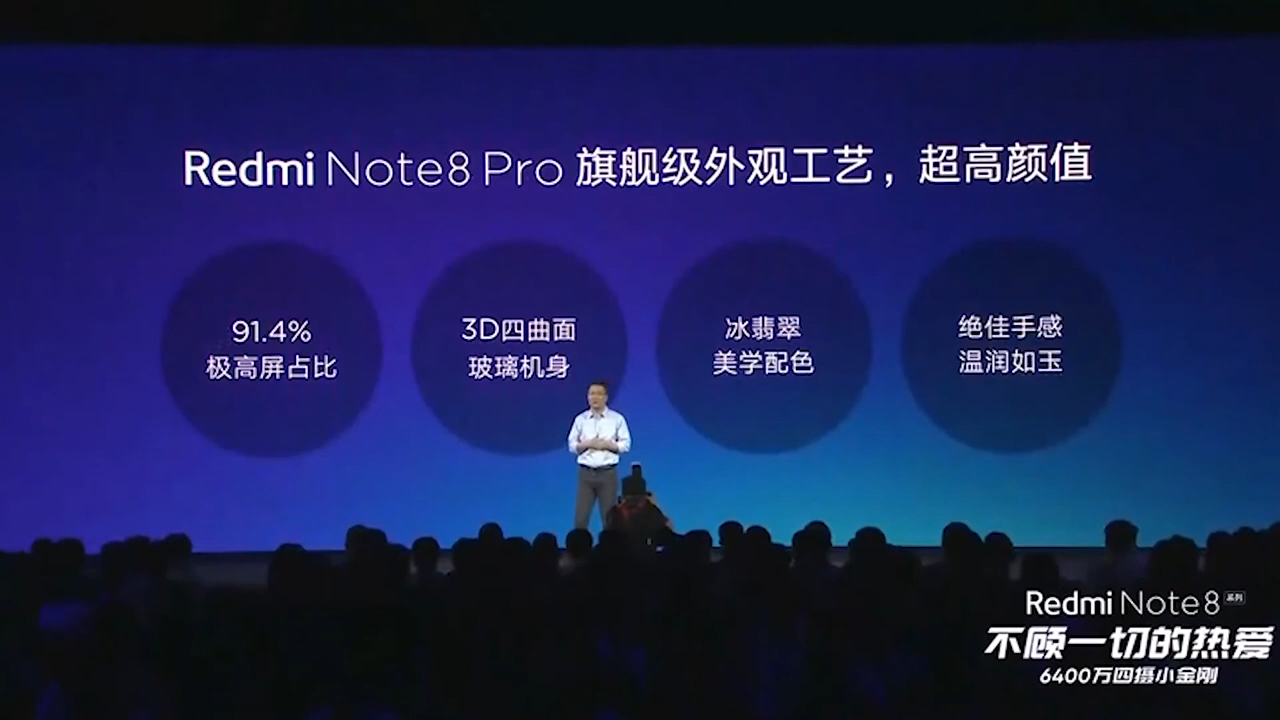 Redmi Note8 Pro 旗舰级外观工艺，超高颜值
91.4%
极高屏占比
3D四曲面
玻璃机身
冰翡翠
美学配色
绝佳手感
温润如玉
Redmi Note8 系列
不顾一切的热爱
6400万四摄小金刚